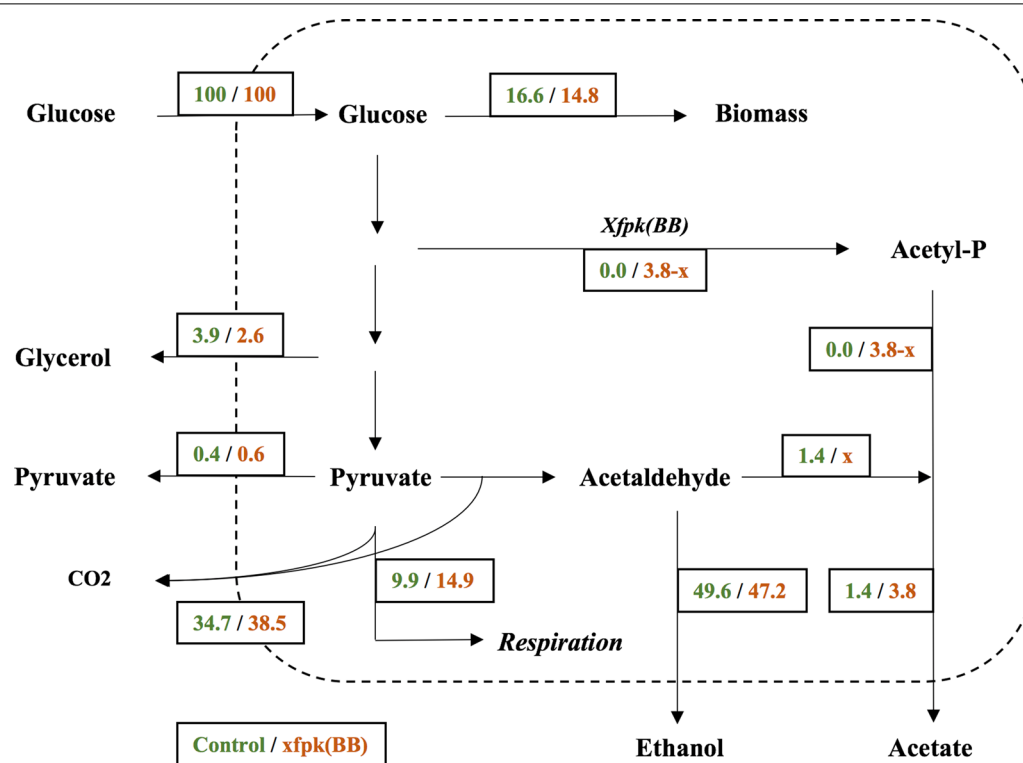 100 / 100
16.6 / 14.8
Glucose
Glucose
Biomass
Xfpk(BB)
Acetyl-P
0.0 / 3.8-x
3.9 / 2.6
Glycerol
0.0 / 3.8-x
0.4 / 0.6
1.4 / x
Pyruvate
Pyruvate
Acetaldehyde
CO2
9.9 / 14.9
49.6 / 47.2
1.4 / 3.8
34.7 / 38.5
Respiration
Control / xfpk(BB)
Ethanol
Acetate